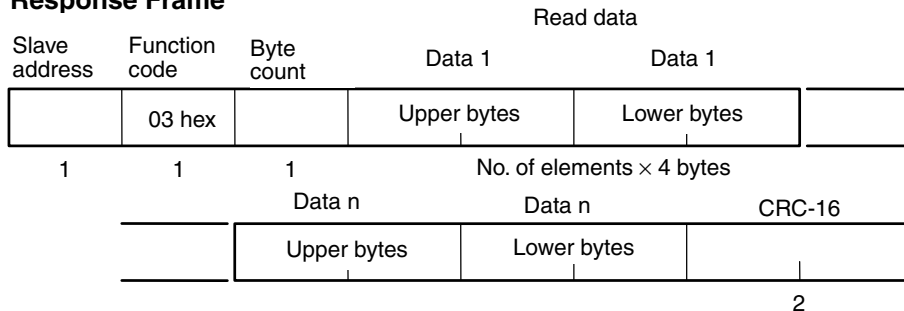 Response Frame
Read data
Slave address
Function code
Byte count
Data 1
Data 1
03 hex
Upper bytes
Lower bytes
1
1
1
No. of elements × 4 bytes
Data n
Data n
CRC-16
Upper bytes
Lower bytes
2